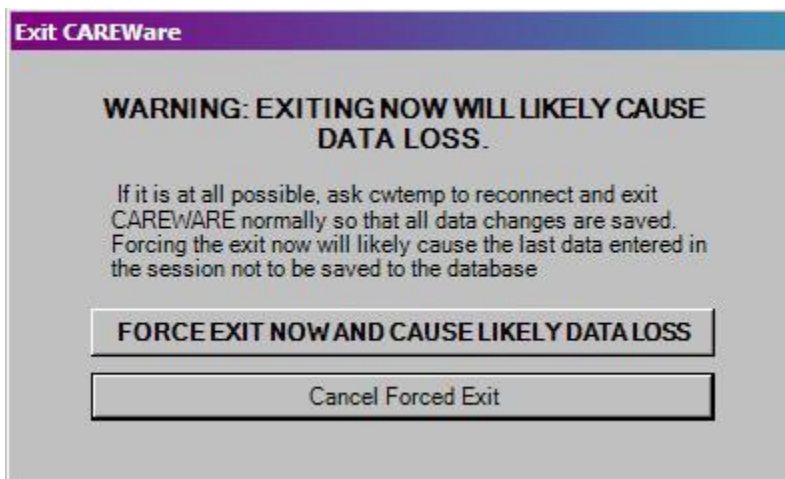 Exit CAREWare
WARNING: EXITING NOW WILL LIKELY CAUSE
DATA LOSS.
If it is at all possible, ask cwtemp to reconnect and exit
CAREWARE normally so that all data changes are saved.
Forcing the exit now will likely cause the last data entered in
the session not to be saved to the database
FORCE EXIT NOW AND CAUSE LIKELY DATA LOSS
Cancel Forced Exit